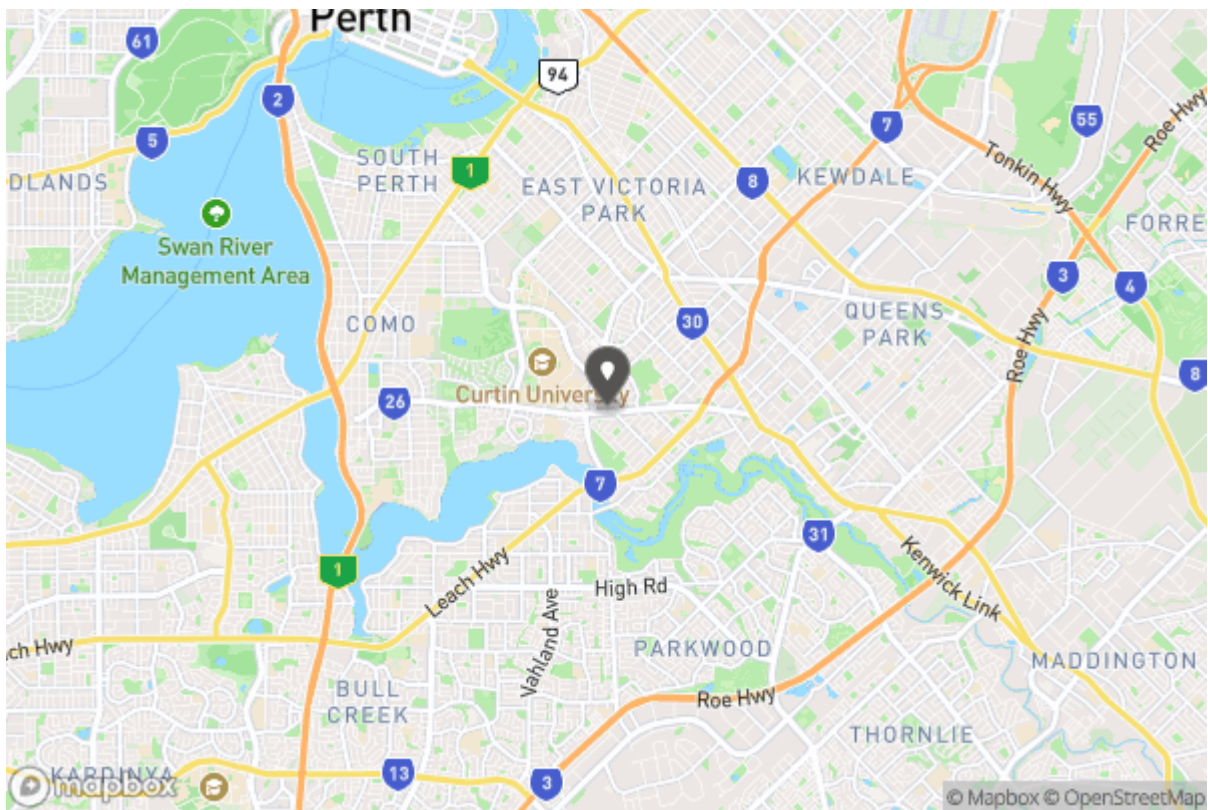 Perth
61
94
2
5
7
55
Roe Hwy
SOUTH
PERTH
1
DLANDS
EAST VICTORIA
PARK
8
KEWDALE
Tonkin Hwy
FORRE
Swan River
Management Area
3
4
COMO
30
QUEENS
PARK
Roe Hwy
8
Curtin University
26
7
31
Kenwick Link
1
Leach Hwy
High Rd
Vahland Ave
ch Hwy
PARKWOOD
MADDINGTON
BULL
CREEK
Roe Hwy
THORNLIE
KARDINYA
13
3
mapbox
© Mapbox © OpenStreetMap